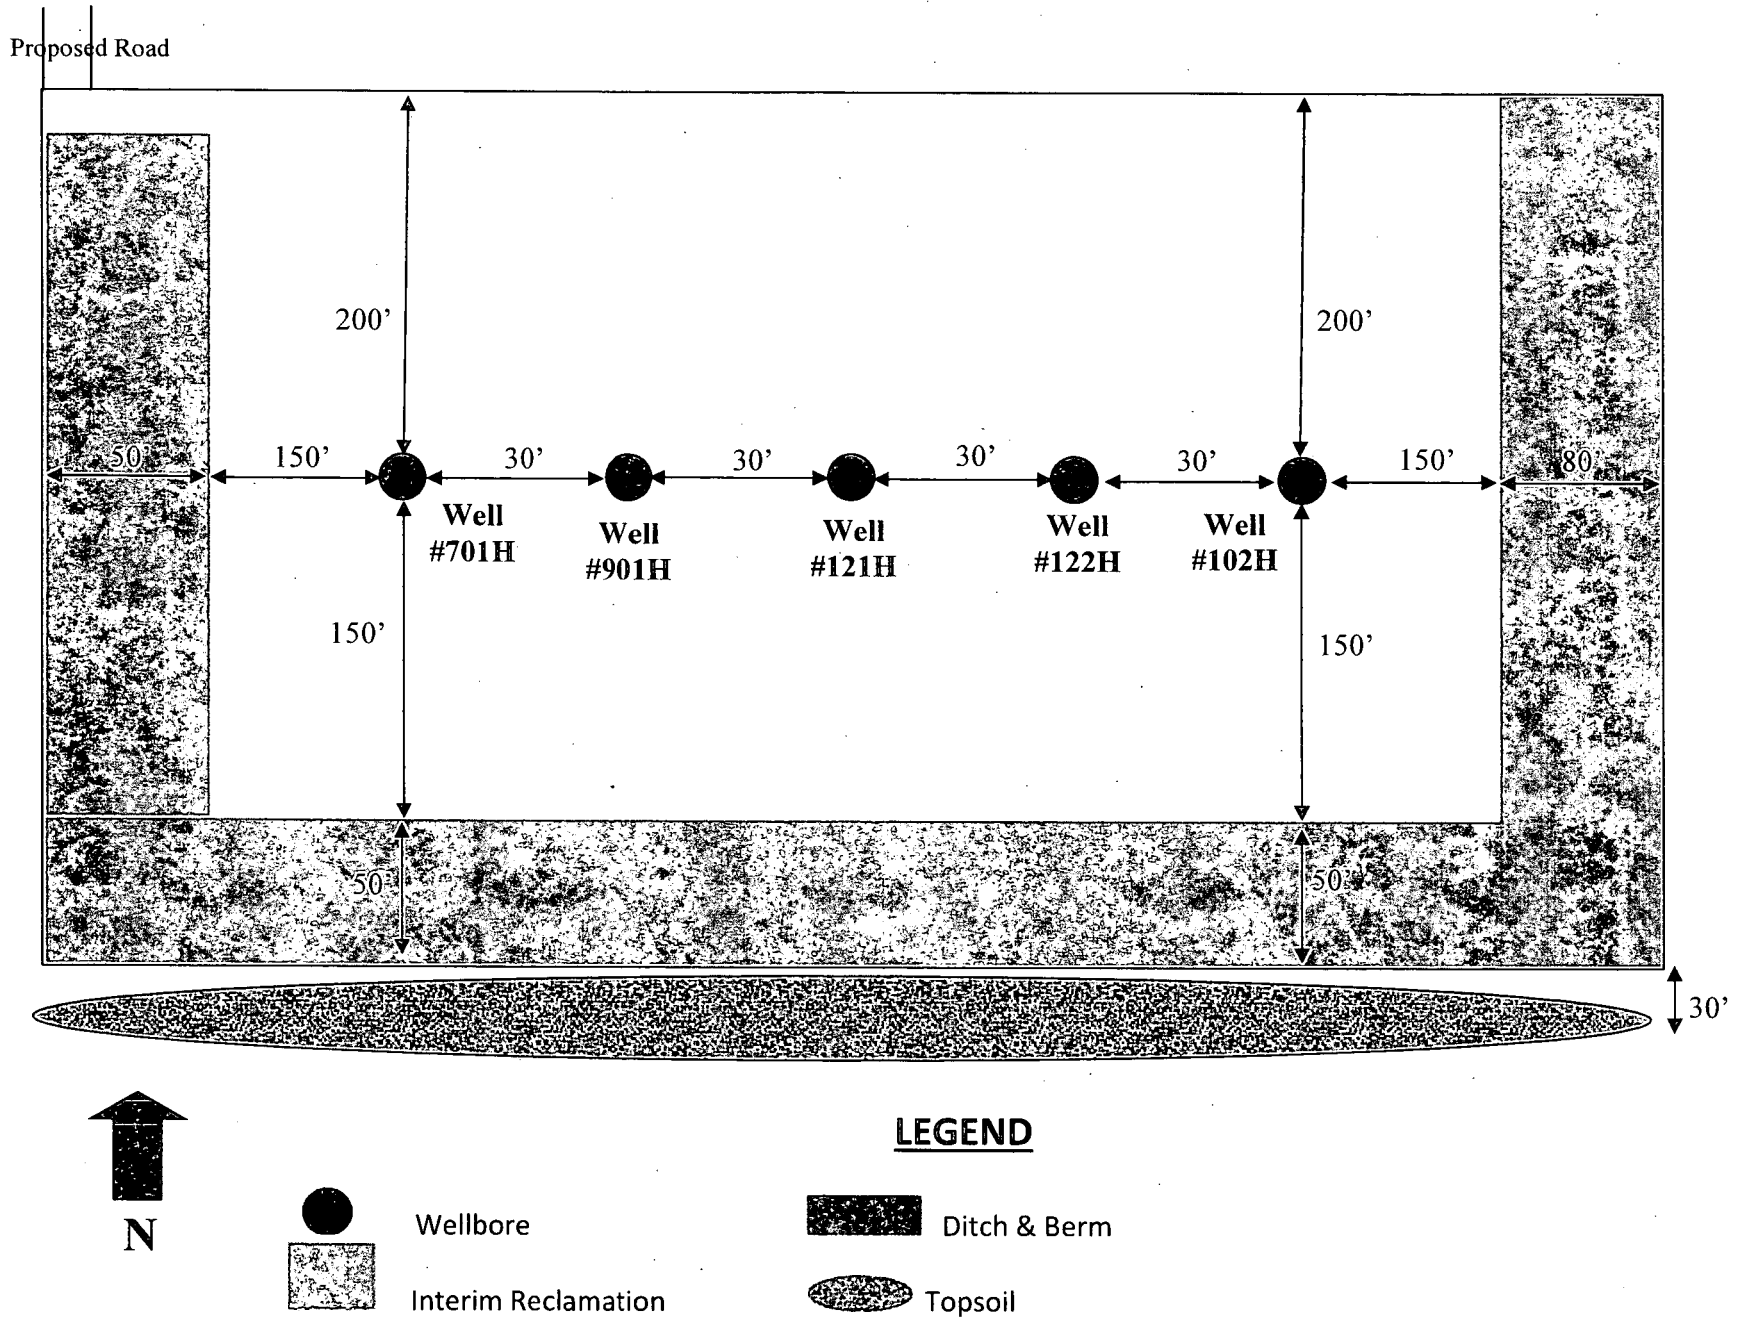 Proposed Road
200’
200’
50’
150’
30’
30’
30’
30’
150’
80’
Well
#701H
Well
#901H
Well
#121H
Well
#122H
Well
#102H
150’
150’
50’
50’
30’
LEGEND
N
Wellbore
Ditch & Berm
Interim Reclamation
Topsoil